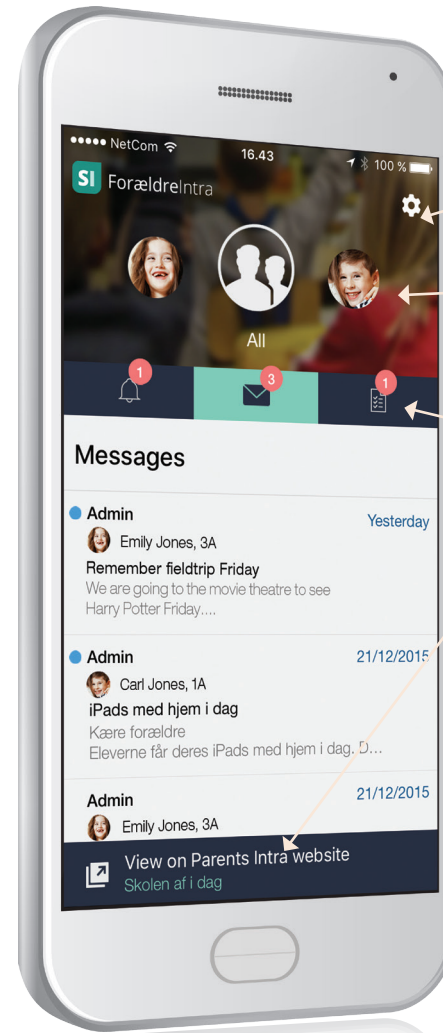 NetCom 16.43 100 %
SI ForældreIntra
All
1 3 1
Messages
Admin Yesterday
Emily Jones, 3A
Remember fieldtrip Friday
We are going to the movie theatre to see
Harry Potter Friday....
Admin 21/12/2015
Carl Jones, 1A
iPads med hjem i dag
Kære forældre
Eleverne får deres iPads med hjem i dag. D...
Admin 21/12/2015
Emily Jones, 3A
View on Parents Intra website
Skolen af i dag